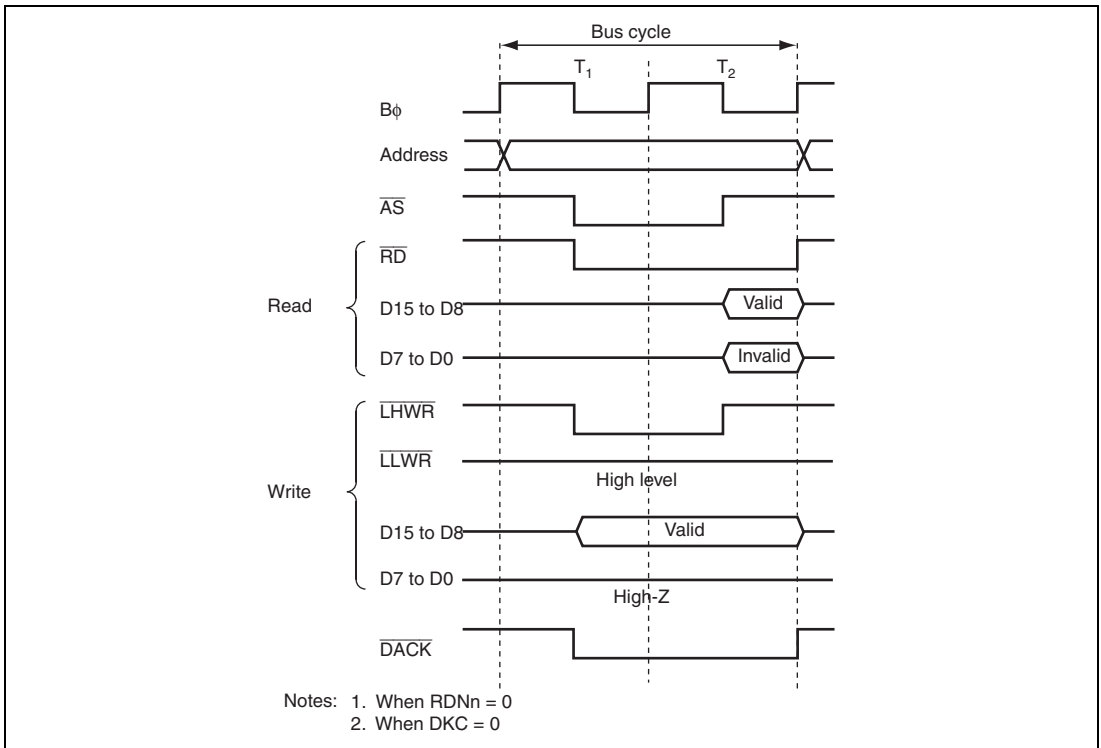 Bus cycle
T1 T2
Bφ
Address
AS
RD
Read
D15 to D8 Valid
D7 to D0 Invalid
LHWR
LLWR
High level
Write
D15 to D8 Valid
D7 to D0
High-Z
DACK
Notes: 1. When RDNn = 0
2. When DKC = 0